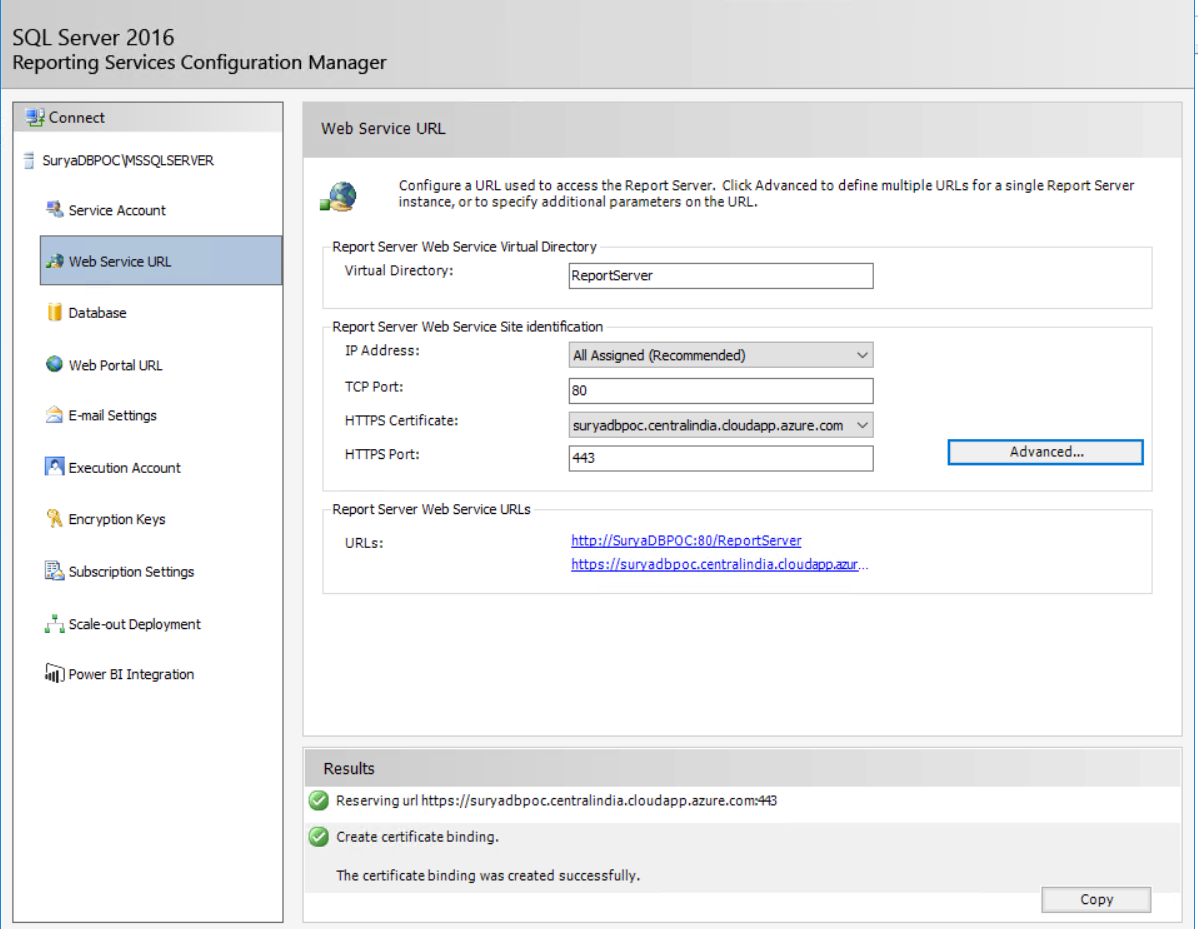 SQL Server 2016
Reporting Services Configuration Manager
Connect
SuryaDBPOC\MSSQLSERVER
Service Account
Web Service URL
Database
Web Portal URL
E-mail Settings
Execution Account
Encryption Keys
Subscription Settings
Scale-out Deployment
Power BI Integration
Web Service URL
Configure a URL used to access the Report Server.  Click Advanced to define multiple URLs for a single Report Server
instance, or to specify additional parameters on the URL.
Report Server Web Service Virtual Directory
Virtual Directory: ReportServer
Report Server Web Service Site identification
IP Address: All Assigned (Recommended)
TCP Port: 80
HTTPS Certificate: suryadbpoc.centralindia.cloudapp.azure.com
HTTPS Port: 443 Advanced...
Report Server Web Service URLs
URLs: http://SuryaDBPOC:80/ReportServer
https://suryadbpoc.centralindia.cloudapp.azur...
Results
Reserving url https://suryadbpoc.centralindia.cloudapp.azure.com:443
Create certificate binding.
The certificate binding was created successfully.
Copy